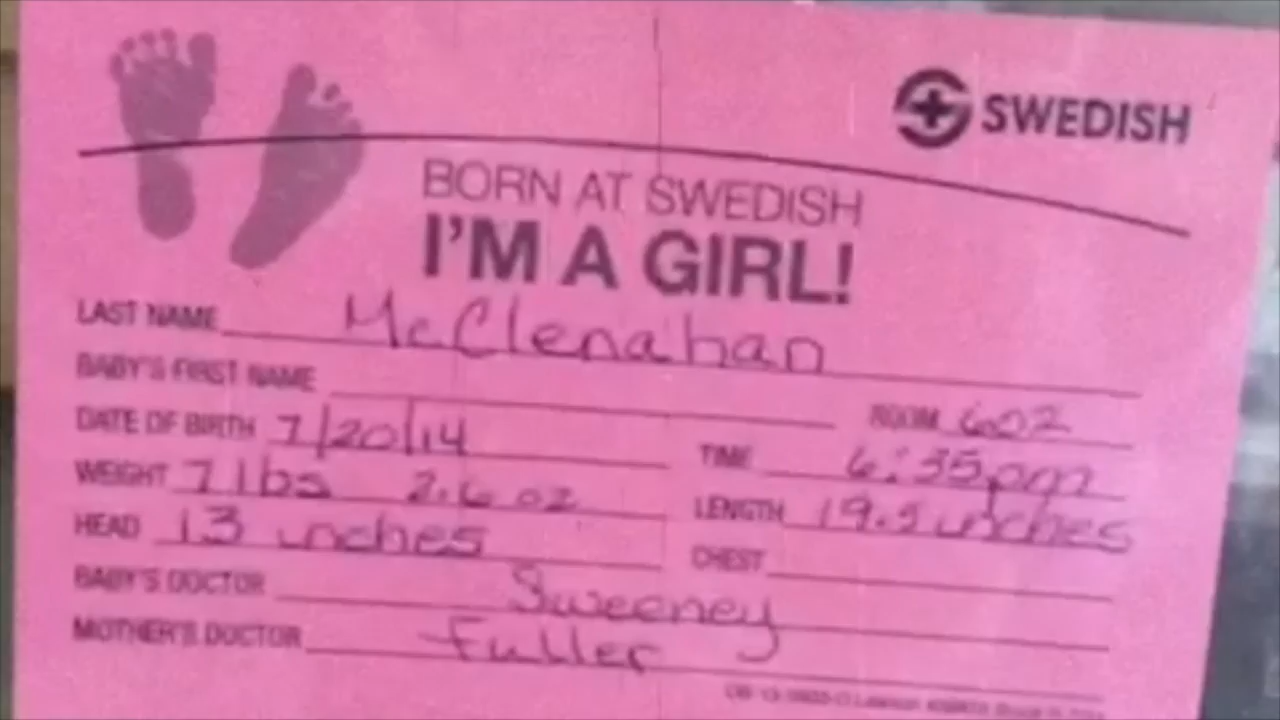 SWEDISH
BORN AT SWEDISH
I'M A GIRL!
LAST NAME McClenahan
BABY'S FIRST NAME
ROOM 602
DATE OF BIRTH 7/20/14
TIME 6:35pm
WEIGHT 7 lbs 2.6 oz
LENGTH 19.5 inches
HEAD 13 inches
CHEST
BABY'S DOCTOR Sweeney
MOTHER'S DOCTOR Fuller